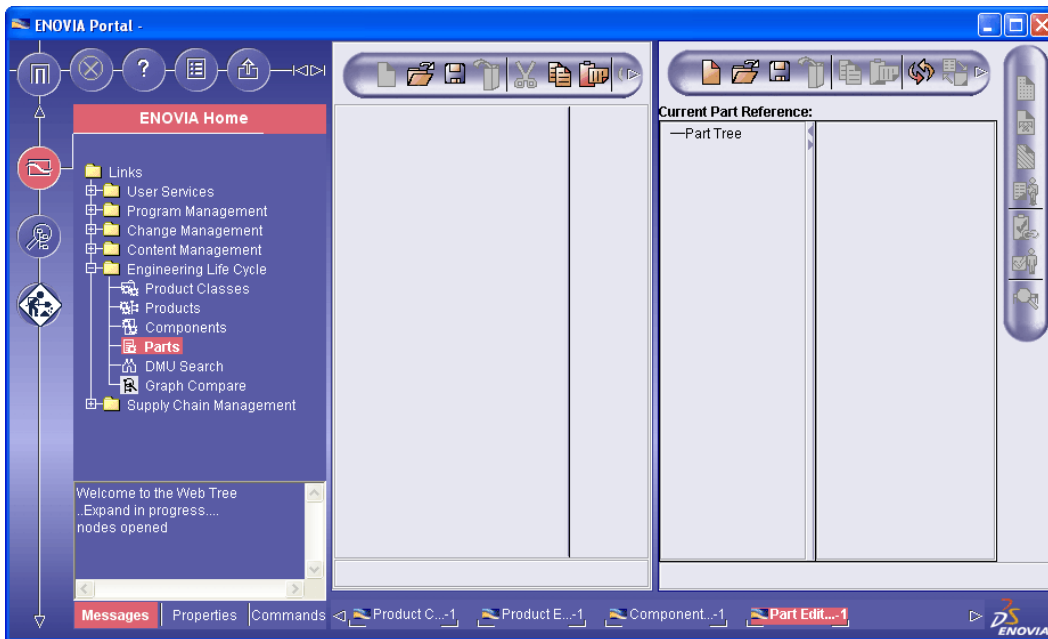 ENOVIA Portal -
ENOVIA Home
Links
User Services
Program Management
Change Management
Content Management
Engineering Life Cycle
Product Classes
Products
Components
Parts
DMU Search
Graph Compare
Supply Chain Management
Welcome to the Web Tree
..Expand in progress....
nodes opened
Messages Properties Commands
Current Part Reference:
Part Tree
Product C...-1 Product E...-1 Component...-1 Part Edit...-1
ENOVIA